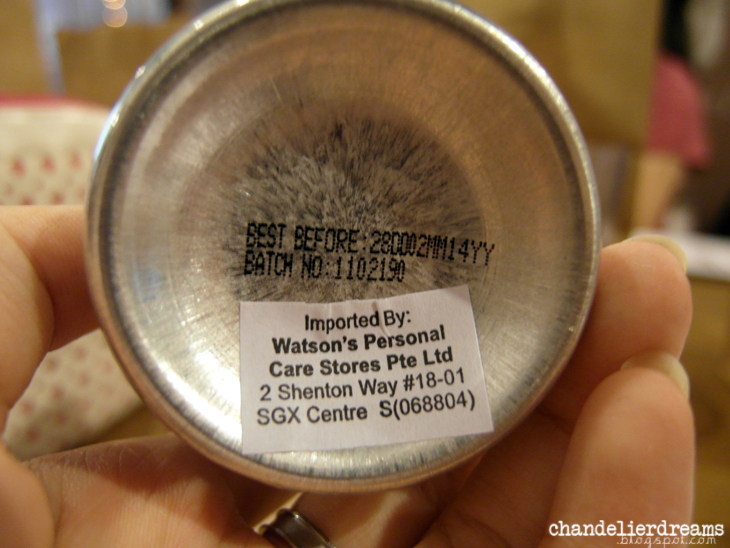 BEST BEFORE:28DD02MM14YY
BATCH NO:1102190
Imported By:
Watson's Personal
Care Stores Pte Ltd
2 Shenton Way #18-01
SGX Centre S(068804)
chandelierdreams
.blogspot.com